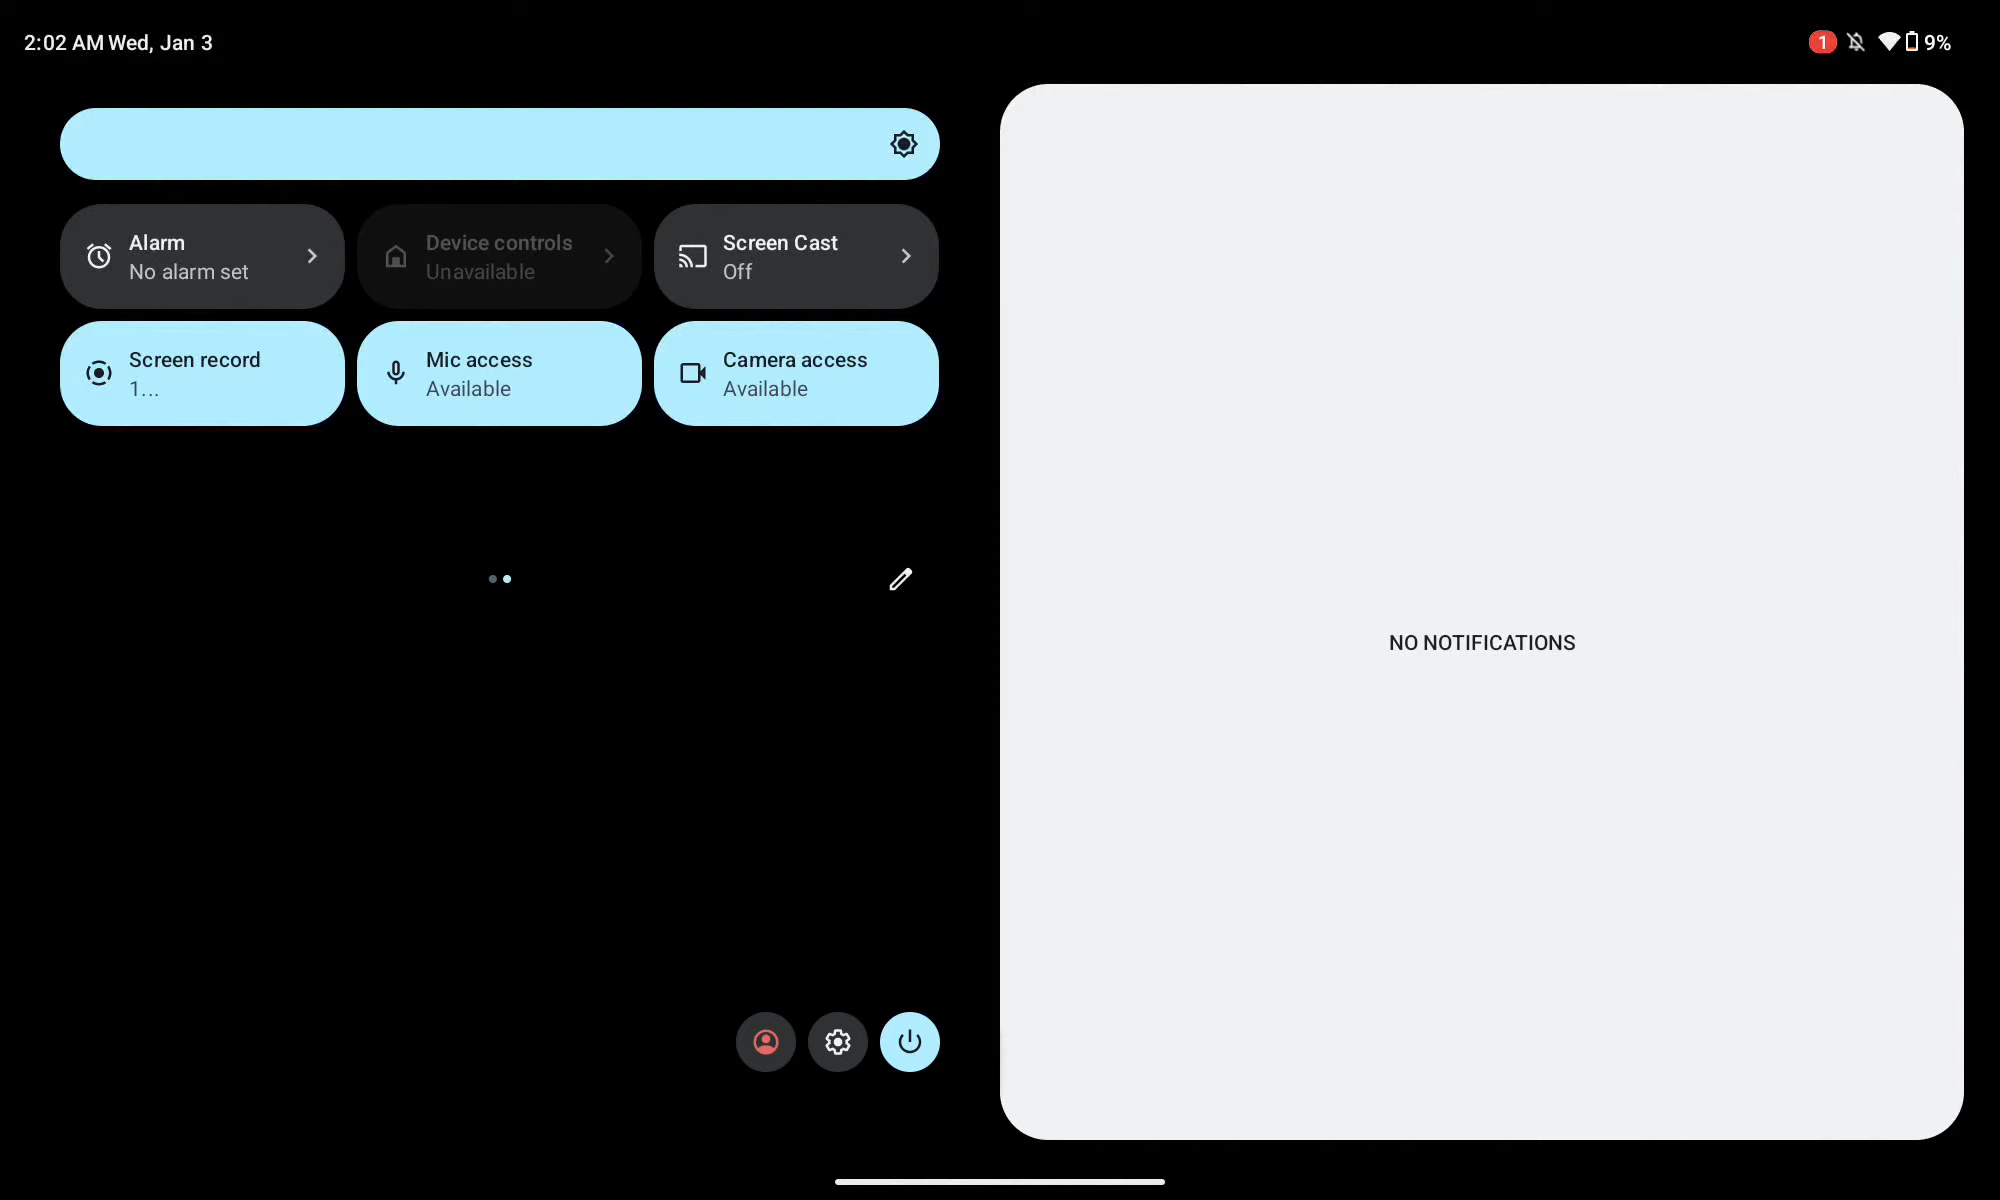 2:02 AM Wed, Jan 3
1
9%
Alarm
No alarm set
Device controls
Unavailable
Screen Cast
Off
Screen record
1...
Mic access
Available
Camera access
Available
NO NOTIFICATIONS